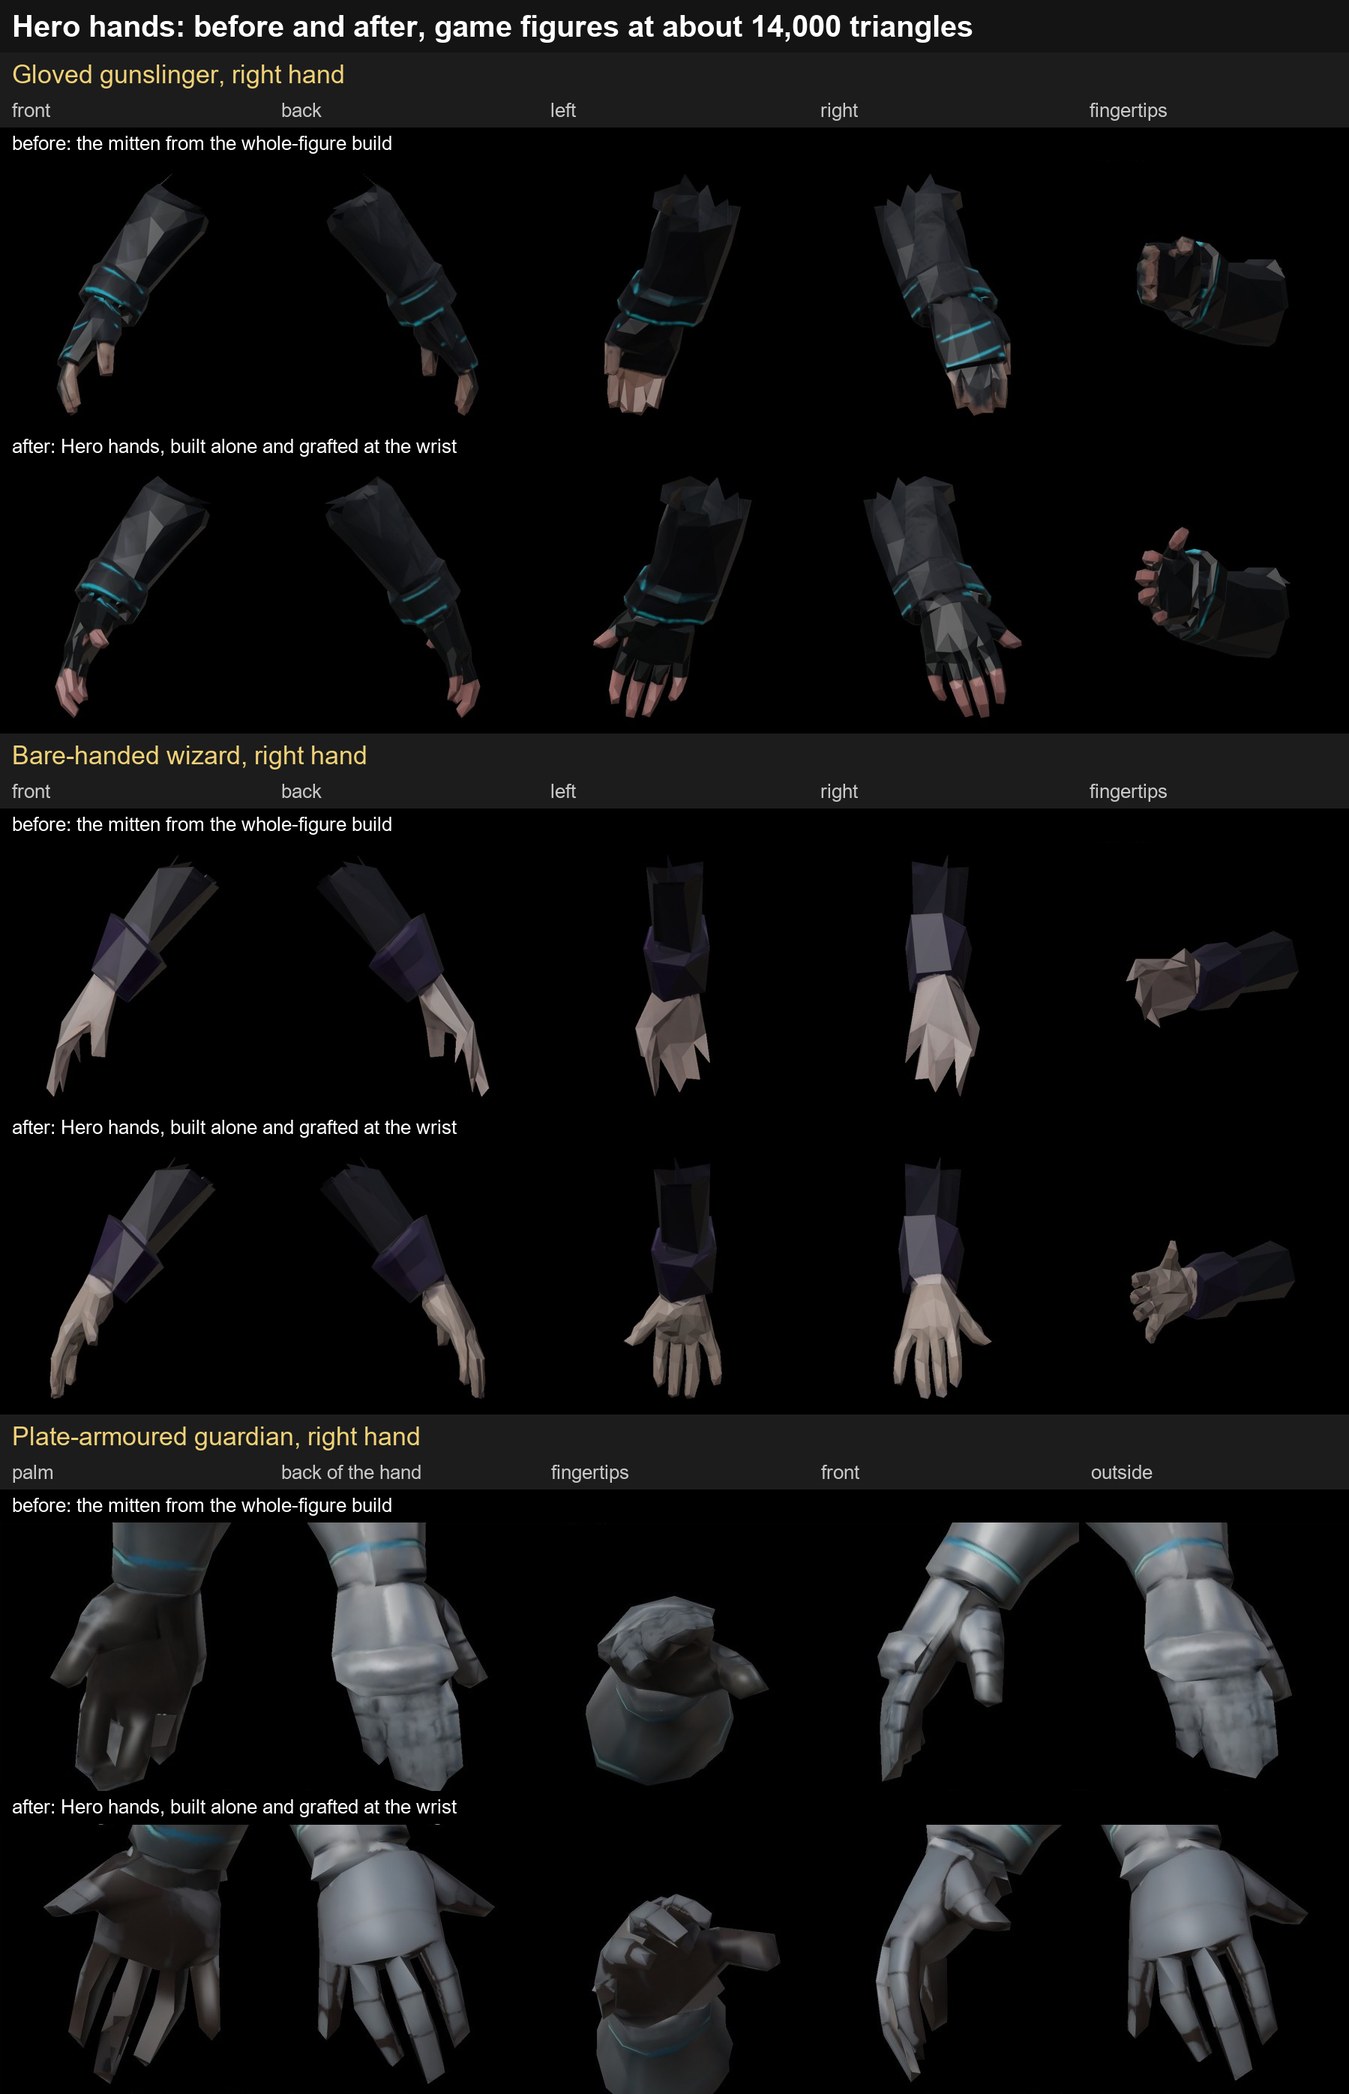 Hero hands: before and after, game figures at about 14,000 triangles
Gloved gunslinger, right hand
front back left right fingertips
before: the mitten from the whole-figure build
after: Hero hands, built alone and grafted at the wrist
Bare-handed wizard, right hand
front back left right fingertips
before: the mitten from the whole-figure build
after: Hero hands, built alone and grafted at the wrist
Plate-armoured guardian, right hand
palm back of the hand fingertips front outside
before: the mitten from the whole-figure build
after: Hero hands, built alone and grafted at the wrist